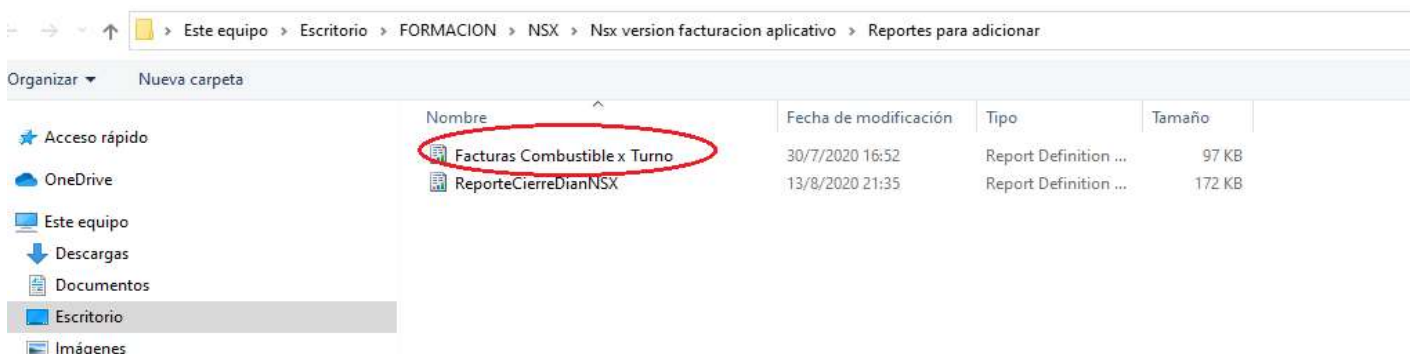 Este equipo > Escritorio > FORMACION > NSX > Nsx version facturacion aplicativo > Reportes para adicionar
Organizar Nueva carpeta
Nombre Fecha de modificación Tipo Tamaño
Acceso rápido
Facturas Combustible x Turno 30/7/2020 16:52 Report Definition ... 97 KB
OneDrive
ReporteCierreDianNSX 13/8/2020 21:35 Report Definition ... 172 KB
Este equipo
Descargas
Documentos
Escritorio
Imágenes